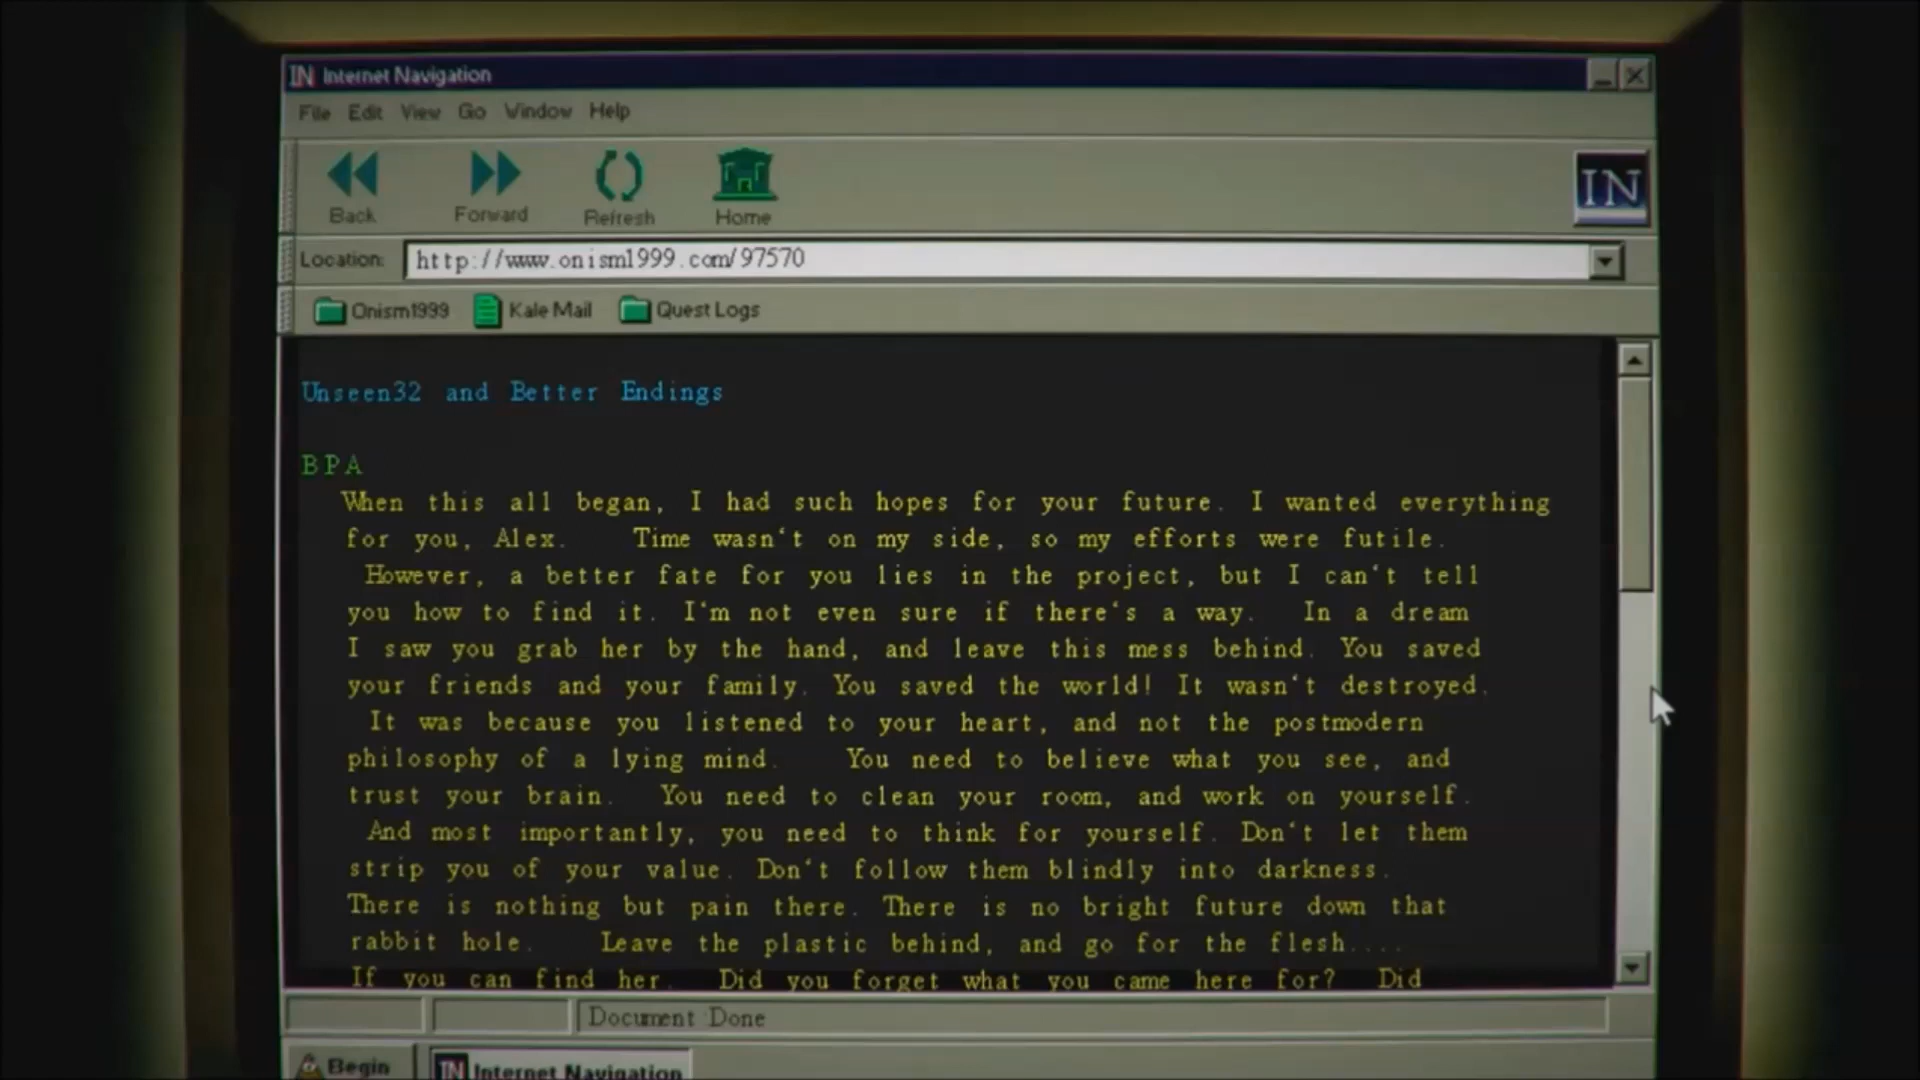 IN Internet Navigation
File Edit View Go Window Help
Back Forward Refresh Home
IN
Location: http://www.onism1999.com/97570
Onism1999 Kale Mail Quest Logs
Unseen32 and Better Endings
BPA
When this all began, I had such hopes for your future. I wanted everything
for you, Alex. Time wasn't on my side, so my efforts were futile.
However, a better fate for you lies in the project, but I can't tell
you how to find it. I'm not even sure if there's a way. In a dream
I saw you grab her by the hand, and leave this mess behind. You saved
your friends and your family. You saved the world! It wasn't destroyed.
It was because you listened to your heart, and not the postmodern
philosophy of a lying mind. You need to believe what you see, and
trust your brain. You need to clean your room, and work on yourself.
And most importantly, you need to think for yourself. Don't let them
strip you of your value. Don't follow them blindly into darkness.
There is nothing but pain there. There is no bright future down that
rabbit hole. Leave the plastic behind, and go for the flesh....
If you can find her. Did you forget what you came here for? Did
Document Done
Begin IN Internet Navigation